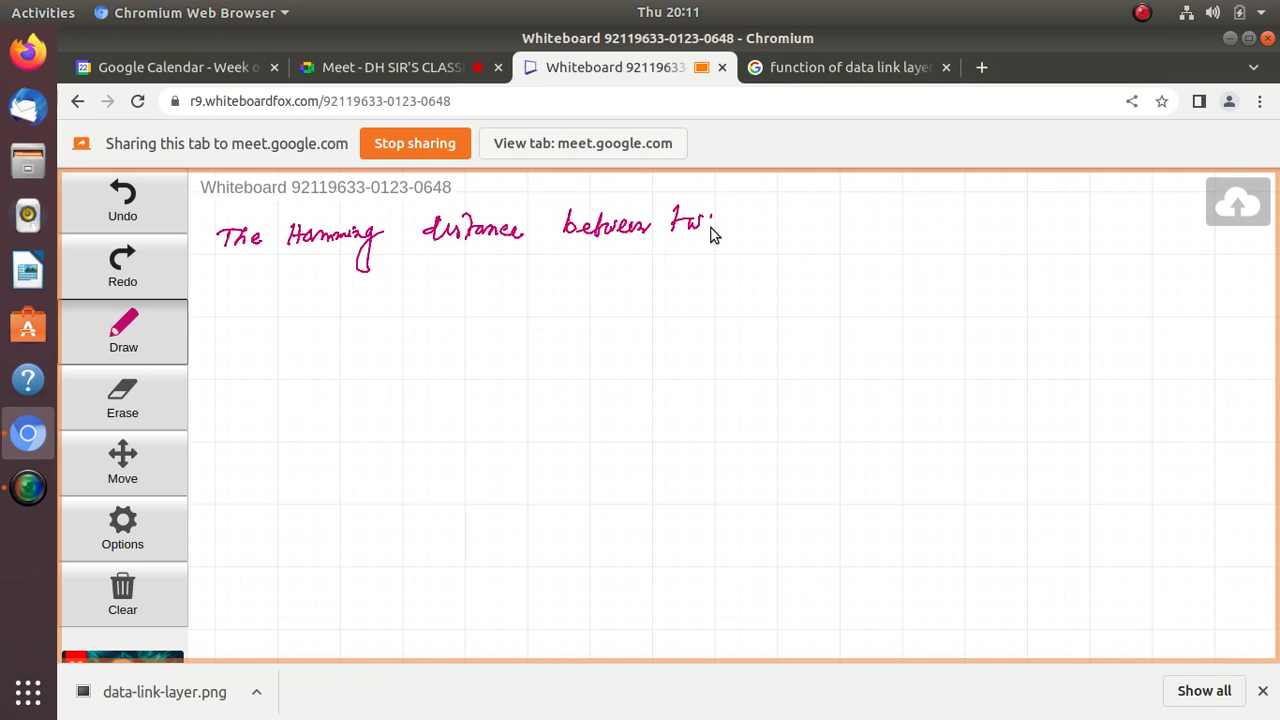 Activities Chromium Web Browser Thu 20:11
Whiteboard 92119633-0123-0648 - Chromium
Google Calendar - Week o Meet - DH SIR'S CLASS Whiteboard 92119633 function of data link laye
r9.whiteboardfox.com/92119633-0123-0648
Sharing this tab to meet.google.com Stop sharing View tab: meet.google.com
Whiteboard 92119633-0123-0648
The Hamming distance between
Undo
Redo
Draw
Erase
Move
Options
Clear
data-link-layer.png Show all